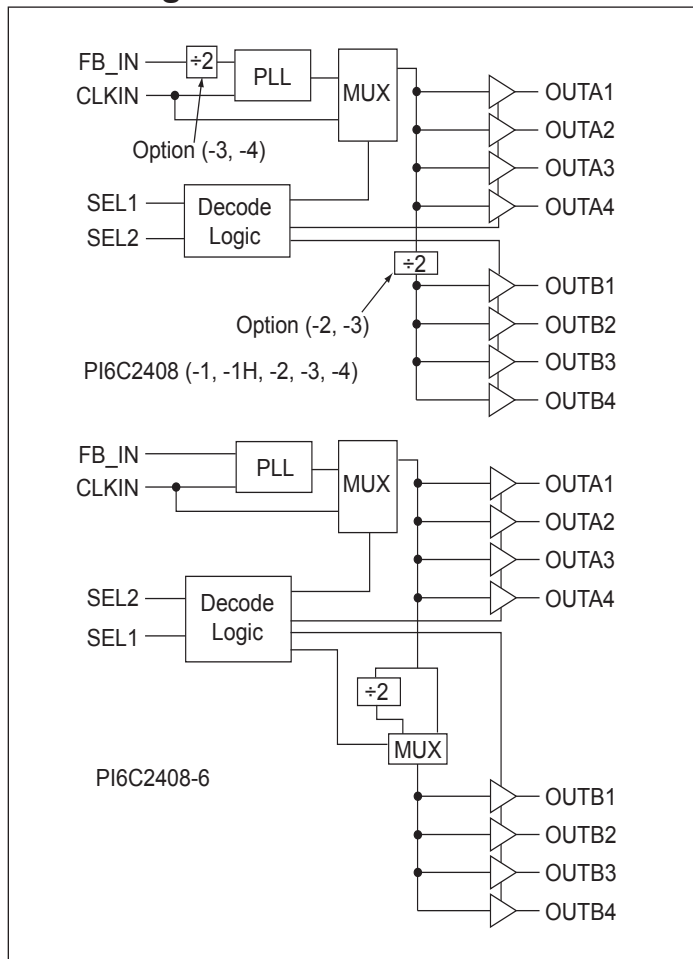 FB_IN
÷2
PLL
MUX
CLKIN
Option (-3, -4)
SEL1
SEL2
Decode
Logic
÷2
Option (-2, -3)
PI6C2408 (-1, -1H, -2, -3, -4)
OUTA1
OUTA2
OUTA3
OUTA4
OUTB1
OUTB2
OUTB3
OUTB4
FB_IN
CLKIN
PLL
MUX
SEL2
SEL1
Decode
Logic
÷2
MUX
PI6C2408-6
OUTA1
OUTA2
OUTA3
OUTA4
OUTB1
OUTB2
OUTB3
OUTB4